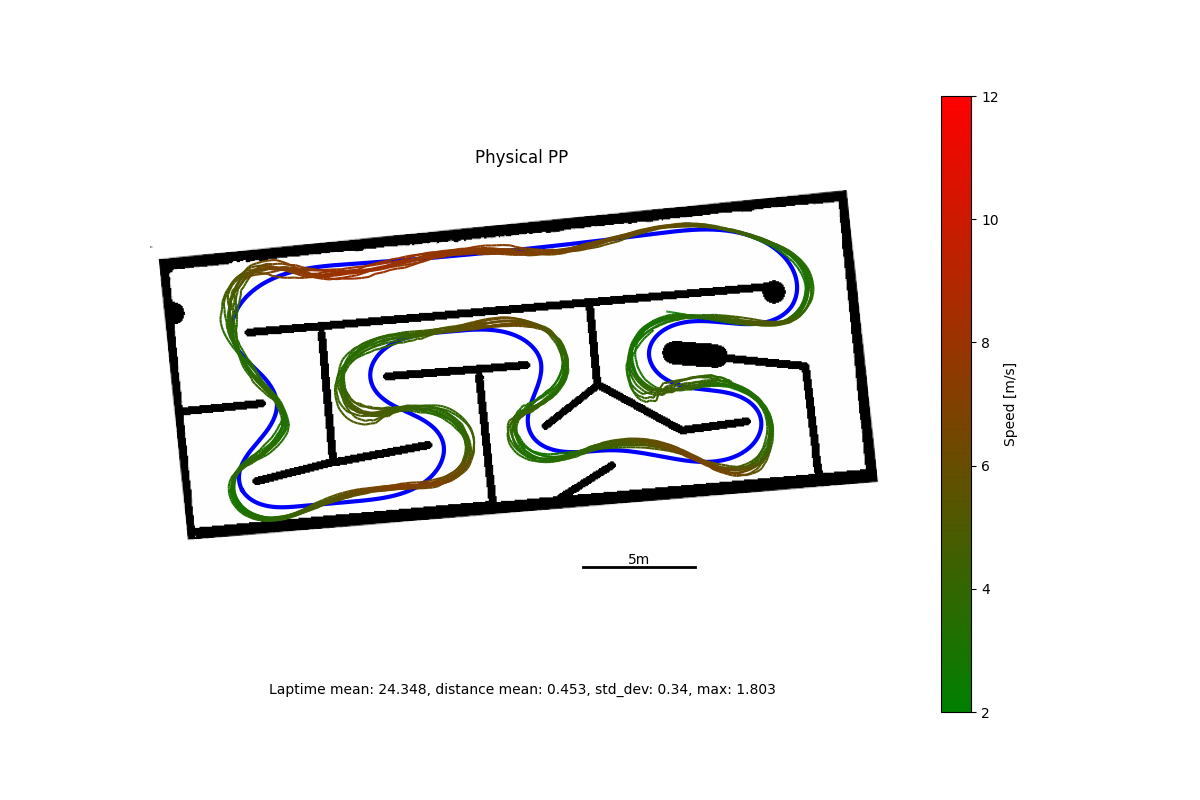 Physical PP
12
10
8
6
4
2
Speed [m/s]
5m
Laptime mean: 24.348, distance mean: 0.453, std_dev: 0.34, max: 1.803